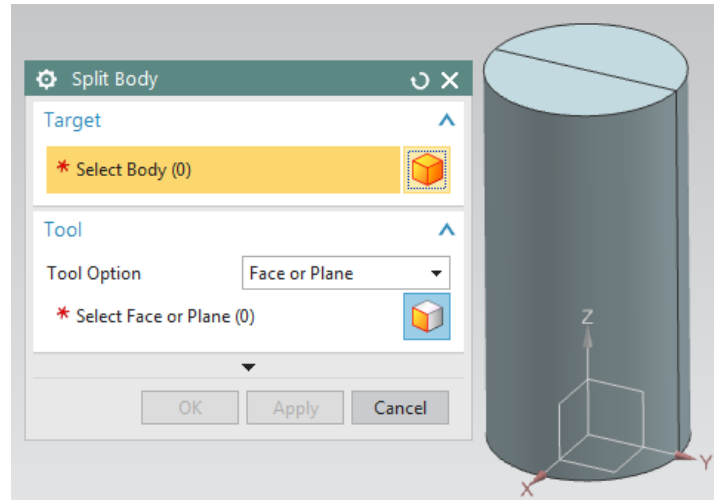 Split Body
Target
* Select Body (0)
Tool
Tool Option Face or Plane
* Select Face or Plane (0)
OK Apply Cancel
Z
Y
X